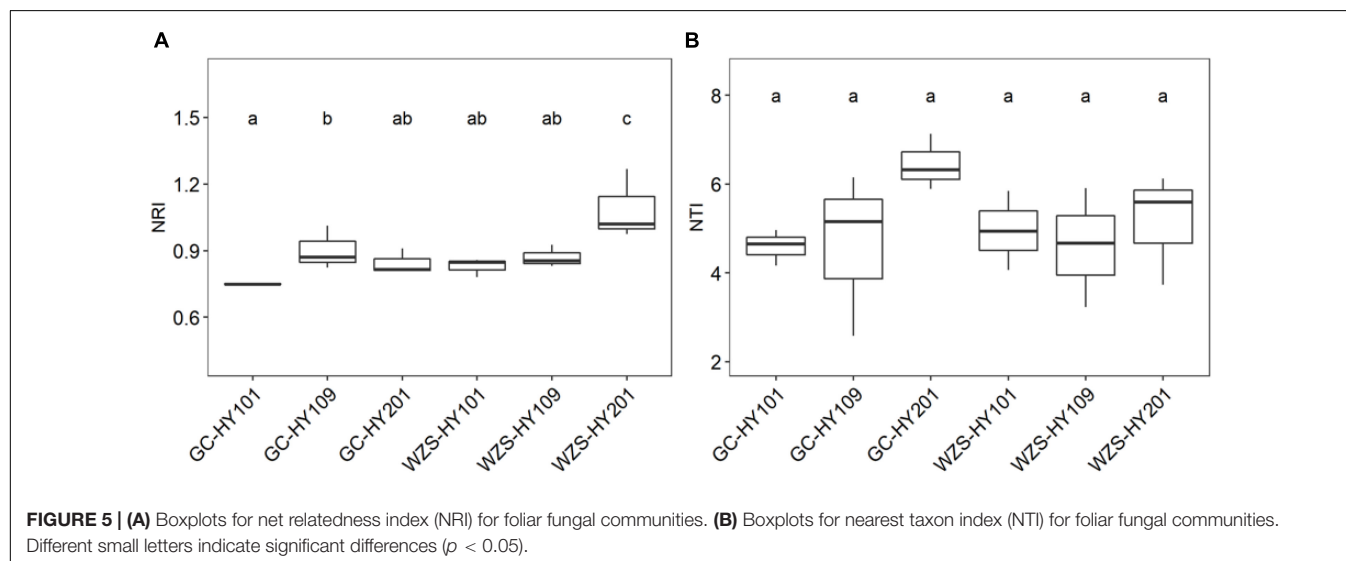 A
B
1.5
1.2
0.9
0.6
NRI
a b ab ab ab c
GC-HY101
GC-HY109
GC-HY201
WZS-HY101
WZS-HY109
WZS-HY201
8
6
4
2
NTI
a a a a a a
GC-HY101
GC-HY109
GC-HY201
WZS-HY101
WZS-HY109
WZS-HY201
FIGURE 5 | (A) Boxplots for net relatedness index (NRI) for foliar fungal communities. (B) Boxplots for nearest taxon index (NTI) for foliar fungal communities.
Different small letters indicate significant differences (p < 0.05).